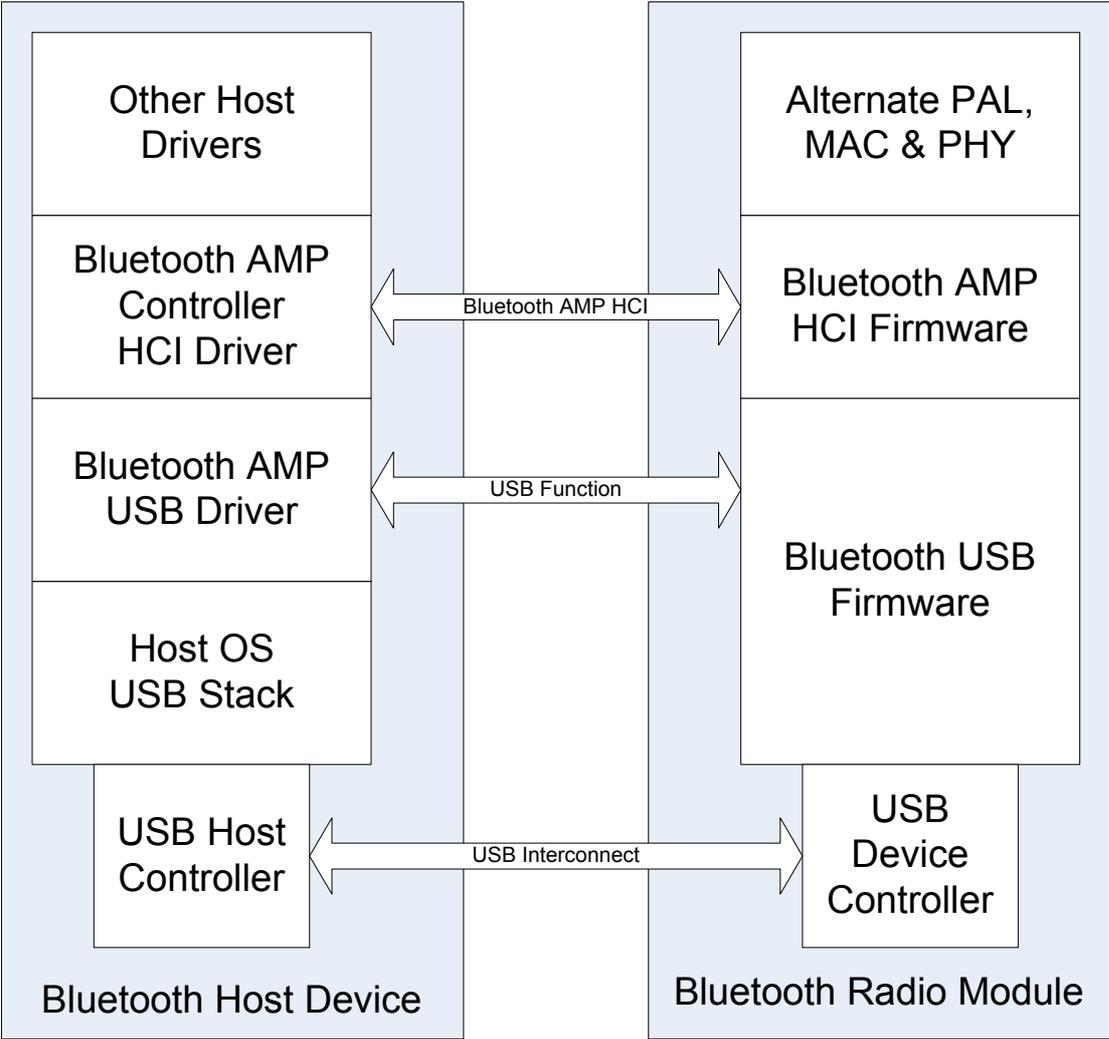 Other Host
Drivers
Bluetooth AMP
Controller
HCI Driver
Bluetooth AMP
USB Driver
Host OS
USB Stack
USB Host
Controller
Bluetooth Host Device
Bluetooth AMP HCI
USB Function
USB Interconnect
Alternate PAL,
MAC & PHY
Bluetooth AMP
HCI Firmware
Bluetooth USB
Firmware
USB
Device
Controller
Bluetooth Radio Module